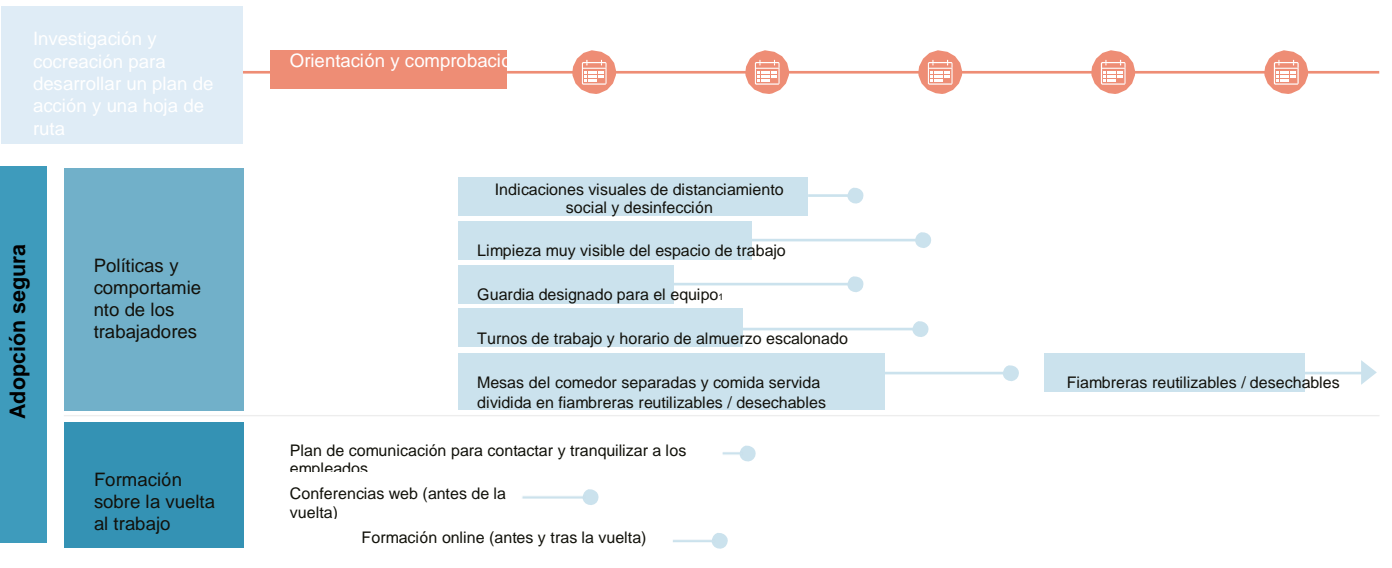 Investigación y
cocreación para
desarrollar un plan de
acción y una hoja de
ruta
Orientación y comprobació
Adopción segura
Políticas y
comportamie
nto de los
trabajadores
Indicaciones visuales de distanciamiento
social y desinfección
Limpieza muy visible del espacio de trabajo
Guardia designado para el equipo1
Turnos de trabajo y horario de almuerzo escalonado
Mesas del comedor separadas y comida servida
dividida en fiambreras reutilizables / desechables
Fiambreras reutilizables / desechables
Formación
sobre la vuelta
al trabajo
Plan de comunicación para contactar y tranquilizar a los
empleados
Conferencias web (antes de la
vuelta)
Formación online (antes y tras la vuelta)